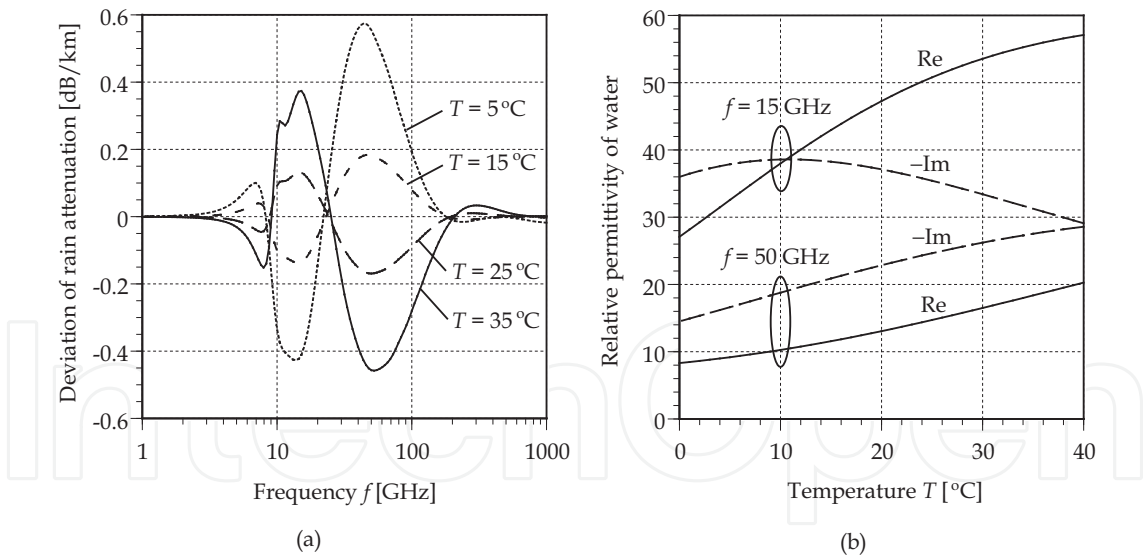 Deviation of rain attenuation [dB/km]
0.6
0.4
0.2
0
-0.2
-0.4
-0.6
T = 5 °C
T = 15 °C
T = 25 °C
T = 35 °C
1
10
100
1000
Frequency f [GHz]
(a)
Relative permittivity of water
60
50
40
30
20
10
0
Re
f = 15 GHz
–Im
–Im
f = 50 GHz
Re
0
10
20
30
40
Temperature T [°C]
(b)
InTechOpen